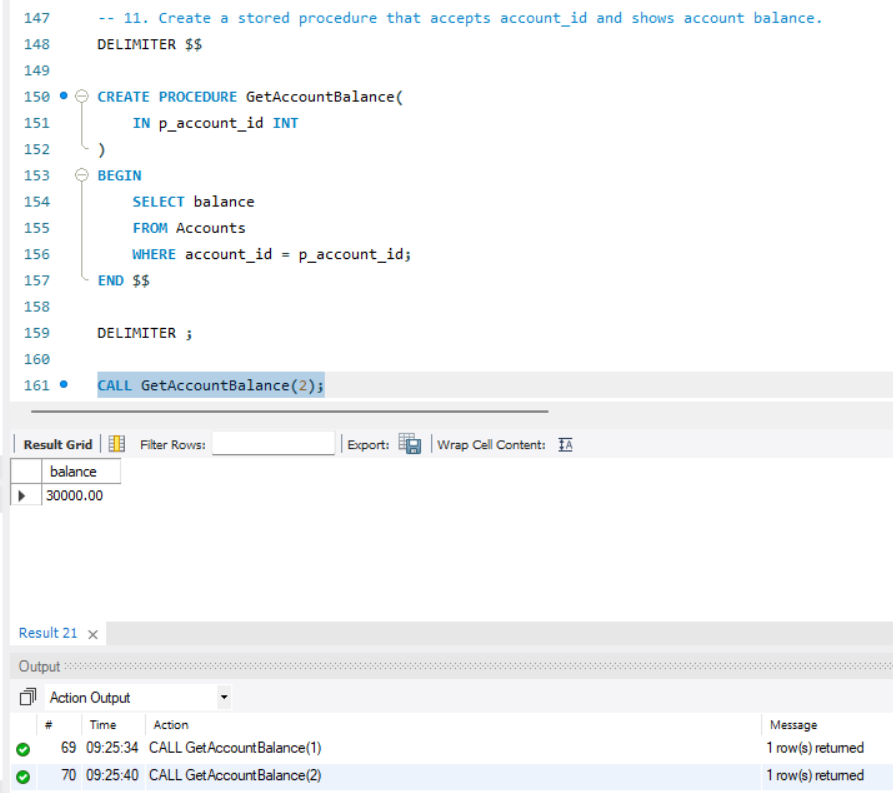 147 -- 11. Create a stored procedure that accepts account_id and shows account balance.
148 DELIMITER $$
149
150 CREATE PROCEDURE GetAccountBalance(
151 IN p_account_id INT
152 )
153 BEGIN
154 SELECT balance
155 FROM Accounts
156 WHERE account_id = p_account_id;
157 END $$
158
159 DELIMITER ;
160
161 CALL GetAccountBalance(2);
Result Grid Filter Rows: Export: Wrap Cell Content: IA
balance
30000.00
Result 21 ×
Output
Action Output
# Time Action Message
69 09:25:34 CALL GetAccountBalance(1) 1 row(s) returned
70 09:25:40 CALL GetAccountBalance(2) 1 row(s) returned